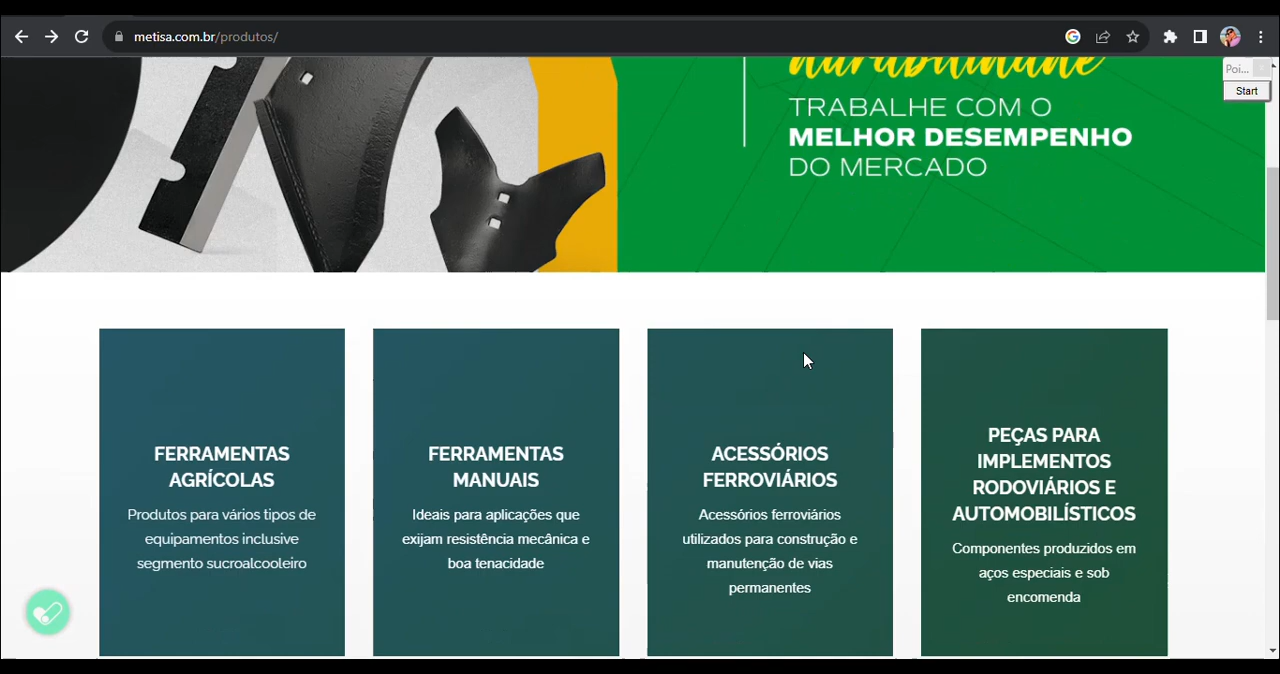 metisa.com.br/produtos/
Poi...
Start
durabilidade
TRABALHE COM O
MELHOR DESEMPENHO
DO MERCADO
FERRAMENTAS
AGRÍCOLAS
Produtos para vários tipos de
equipamentos inclusive
segmento sucroalcooleiro
FERRAMENTAS
MANUAIS
Ideais para aplicações que
exijam resistência mecânica e
boa tenacidade
ACESSÓRIOS
FERROVIÁRIOS
Acessórios ferroviários
utilizados para construção e
manutenção de vias
permanentes
PEÇAS PARA
IMPLEMENTOS
RODOVIÁRIOS E
AUTOMOBILÍSTICOS
Componentes produzidos em
aços especiais e sob
encomenda